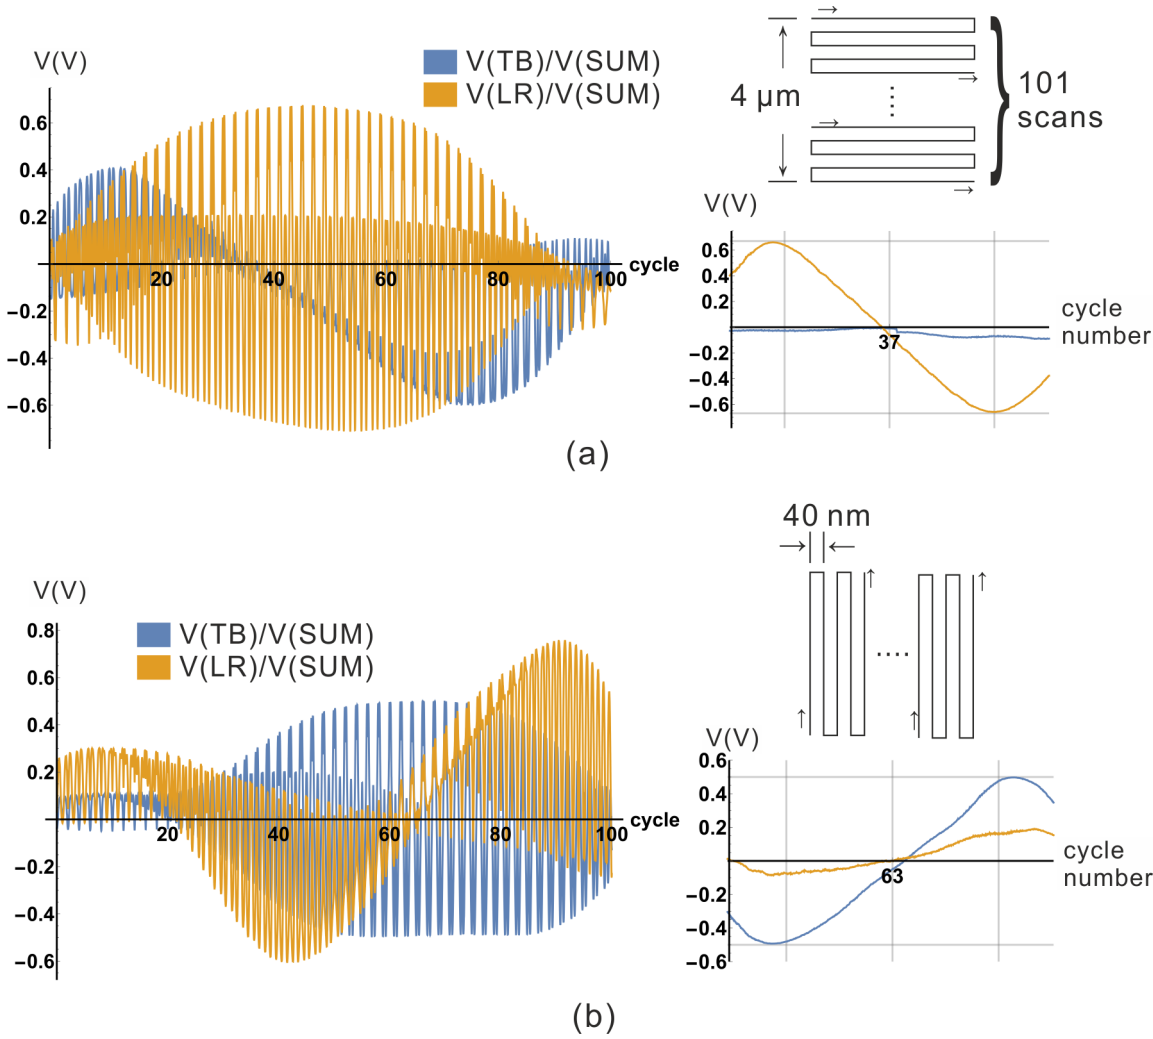 V(V)
V(TB)/V(SUM)
V(LR)/V(SUM)
0.6
0.4
0.2
−0.2
−0.4
−0.6
20
40
60
80
100
cycle
4 μm
101
scans
V(V)
0.6
0.4
0.2
−0.2
−0.4
−0.6
37
cycle
number
(a)
V(V)
V(TB)/V(SUM)
V(LR)/V(SUM)
0.8
0.6
0.4
0.2
−0.2
−0.4
−0.6
20
40
60
80
100
cycle
40 nm
V(V)
0.6
0.4
0.2
−0.2
−0.4
−0.6
63
cycle
number
(b)